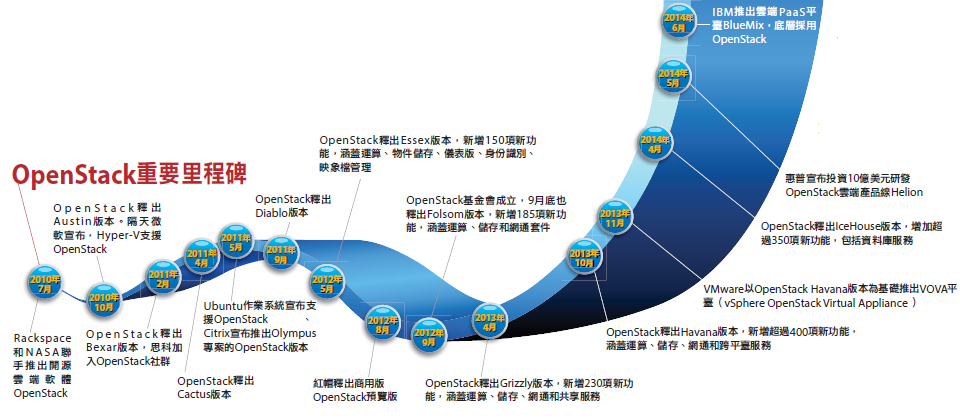 OpenStack重要里程碑
2010年
7月
Rackspace
和NASA聯
手推出開源
雲端軟體
OpenStack
2010年
10月
OpenStack釋出
Austin版本。隔天微
軟宣布，Hyper-V支援
OpenStack
2011年
2月
OpenStack釋出
Bexar版本，思科加
入OpenStack社群
2011年
4月
OpenStack釋出
Cactus版本
2011年
5月
Ubuntu作業系統宣布支
援OpenStack、
Citrix宣布推出Olympus
專案的OpenStack版本
2011年
9月
OpenStack釋出
Diablo版本
2012年
5月
OpenStack釋出Essex版本，新增150項新功
能，涵蓋運算、物件儲存、儀表版、身份識別、
映象檔管理
2012年
8月
紅帽釋出商用版
OpenStack預覽版
2012年
9月
OpenStack基金會成立，9月底也
釋出Folsom版本，新增185項新功
能，涵蓋運算、儲存和網通套件
2013年
4月
OpenStack釋出Grizzly版本，新增230項新功
能，涵蓋運算、儲存、網通和共享服務
2013年
10月
OpenStack釋出Havana版本，新增超過400項新功能，
涵蓋運算、儲存、網通和跨平臺服務
2013年
11月
VMware以OpenStack Havana版本為基礎推出VOVA平
臺（vSphere OpenStack Virtual Appliance ）
2014年
4月
OpenStack釋出IceHouse版本，增加超
過350項新功能，包括資料庫服務
2014年
5月
惠普宣布投資10億美元研發
OpenStack雲端產品線Helion
2014年
6月
IBM推出雲端PaaS平
臺BlueMix，底層採用
OpenStack